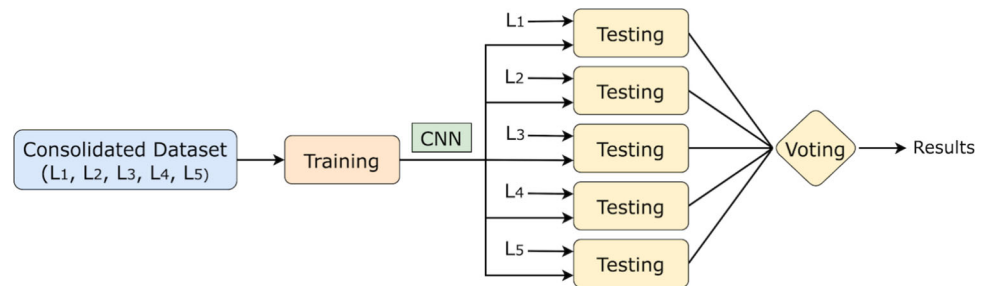 Consolidated Dataset
(L1, L2, L3, L4, L5)
Training
CNN
L1
Testing
L2
Testing
L3
Testing
L4
Testing
L5
Testing
Voting
Results